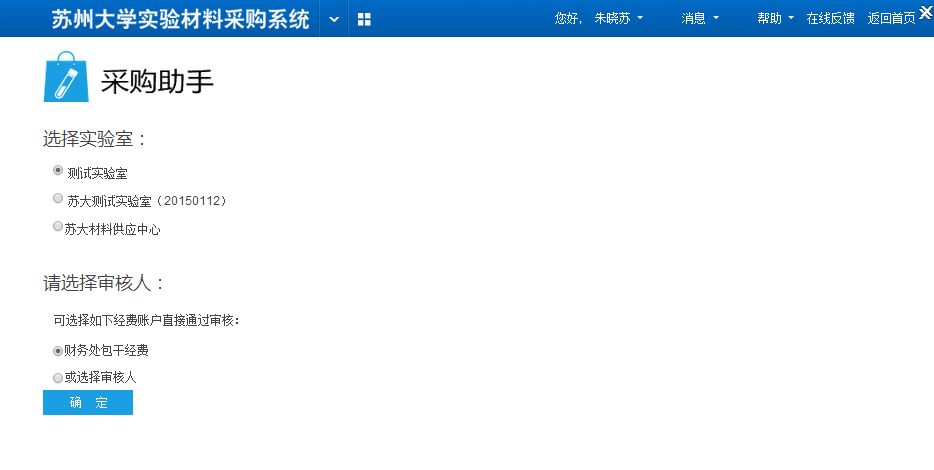 苏州大学实验材料采购系统 您好， 朱晓苏 消息 帮助 在线反馈 返回首页
采购助手
选择实验室：
测试实验室
苏大测试实验室（20150112）
苏大材料供应中心
请选择审核人：
可选择如下经费账户直接通过审核：
财务处包干经费
或选择审核人
确 定